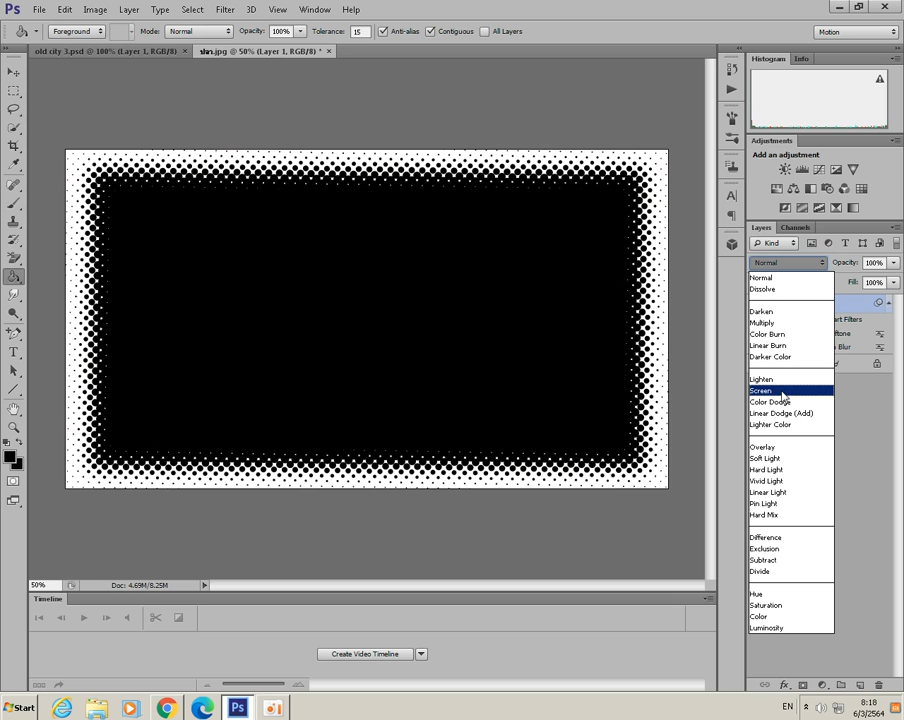 Ps File Edit Image Layer Type Select Filter 3D View Window Help
Foreground Mode: Normal Opacity: 100% Tolerance: 15 Anti-alias Contiguous All Layers Motion
old city 3.psd @ 100% (Layer 1, RGB/8) × .jpg @ 50% (Layer 1, RGB/8) * ×
Histogram Info
Adjustments
Add an adjustment
Layers Channels
Kind
Normal Opacity: 100%
Fill: 100%
Normal
Dissolve
Darken
Multiply
Color Burn
Linear Burn
Darker Color
Lighten
Screen
Color Dodge
Linear Dodge (Add)
Lighter Color
Overlay
Soft Light
Hard Light
Vivid Light
Linear Light
Pin Light
Hard Mix
Difference
Exclusion
Subtract
Divide
Hue
Saturation
Color
Luminosity
art Filters
ftone
Blur
50% Doc: 4.69M/8.25M
Timeline
Create Video Timeline
Start Ps EN 8:18
6/3/2564